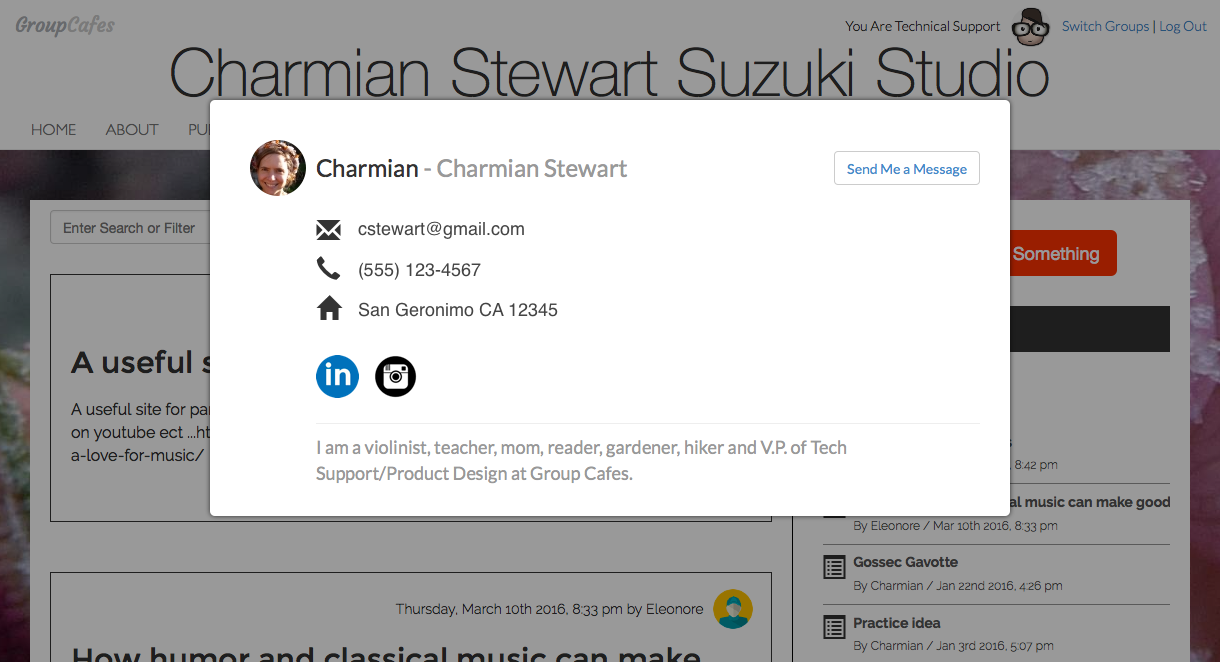 GroupCafes
You Are Technical Support
Switch Groups | Log Out
Charmian Stewart Suzuki Studio
HOME ABOUT
Charmian - Charmian Stewart
Send Me a Message
Enter Search or Filter
cstewart@gmail.com
(555) 123-4567
San Geronimo CA 12345
in
Something
A useful
A useful site for
on youtube ect ...
a-love-for-music/
I am a violinist, teacher, mom, reader, gardener, hiker and V.P. of Tech
Support/Product Design at Group Cafes.
8:42 pm
music can make good
By Eleonore / Mar 10th 2016, 8:33 pm
Gossec Gavotte
By Charmian / Jan 22nd 2016, 4:26 pm
Practice idea
By Charmian / Jan 3rd 2016, 5:07 pm
Thursday, March 10th 2016, 8:33 pm by Eleonore
How humor and classical music can make